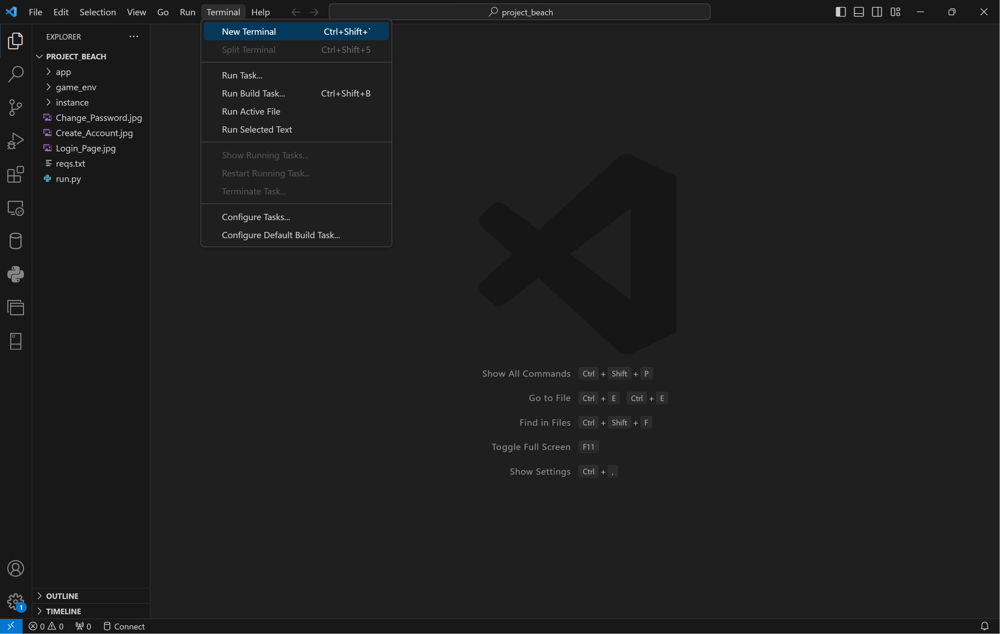 File Edit Selection View Go Run Terminal Help
project_beach
EXPLORER
PROJECT_BEACH
app
game_env
instance
Change_Password.jpg
Create_Account.jpg
Login_Page.jpg
reqs.txt
run.py
OUTLINE
TIMELINE
New Terminal Ctrl+Shift+`
Split Terminal Ctrl+Shift+5
Run Task...
Run Build Task... Ctrl+Shift+B
Run Active File
Run Selected Text
Show Running Tasks...
Restart Running Task...
Terminate Task...
Configure Tasks...
Configure Default Build Task...
Show All Commands Ctrl + Shift + P
Go to File Ctrl + E Ctrl + E
Find in Files Ctrl + Shift + F
Toggle Full Screen F11
Show Settings Ctrl + ,
1
0 0 0 Connect